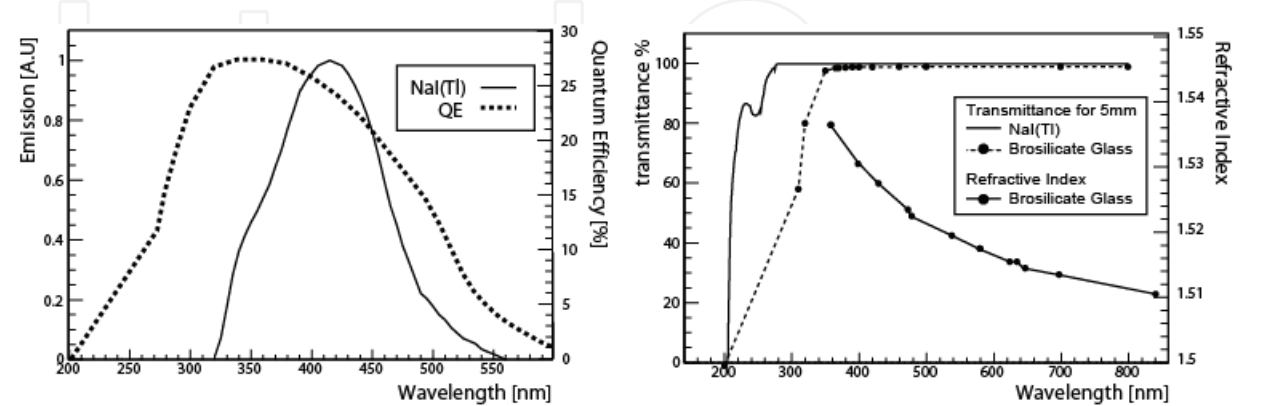 Emission [A.U]
1
0.8
0.6
0.4
0.2
0
200 250 300 350 400 450 500 550
Wavelength [nm]
30
25
20
15
10
5
0
Quantum Efficiency [%]
NaI(Tl)
QE
transmittance %
100
80
60
40
20
0
200 300 400 500 600 700 800
Wavelength [nm]
1.55
1.54
1.53
1.52
1.51
1.5
Refractive Index
Transmittance for 5mm
NaI(Tl)
Brosilicate Glass
Refractive Index
Brosilicate Glass